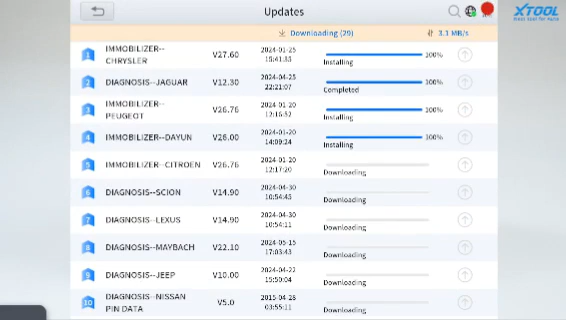 Updates
XTOOL
Downloading (29)
3.1 MB/s
1
IMMOBILIZER--
CHRYSLER
V27.60
2024-01-25
15:41:35
100%
Installing
2
DIAGNOSIS--JAGUAR
V12.30
2024-04-25
22:21:07
100%
Completed
3
IMMOBILIZER--
PEUGEOT
V26.76
2024-01-20
12:16:52
100%
Installing
4
IMMOBILIZER--DAYUN
V26.00
2024-01-20
14:09:24
100%
Installing
5
IMMOBILIZER--CITROEN
V26.76
2024-01-20
12:17:20
Downloading
6
DIAGNOSIS--SCION
V14.90
2024-04-30
10:54:45
Downloading
7
DIAGNOSIS--LEXUS
V14.90
2024-04-30
10:54:11
Downloading
8
DIAGNOSIS--MAYBACH
V22.10
2024-05-15
17:03:43
Downloading
9
DIAGNOSIS--JEEP
V10.00
2024-04-22
15:50:04
Downloading
10
DIAGNOSIS--NISSAN
PIN DATA
V5.0
2015-04-28
03:55:11
Downloading